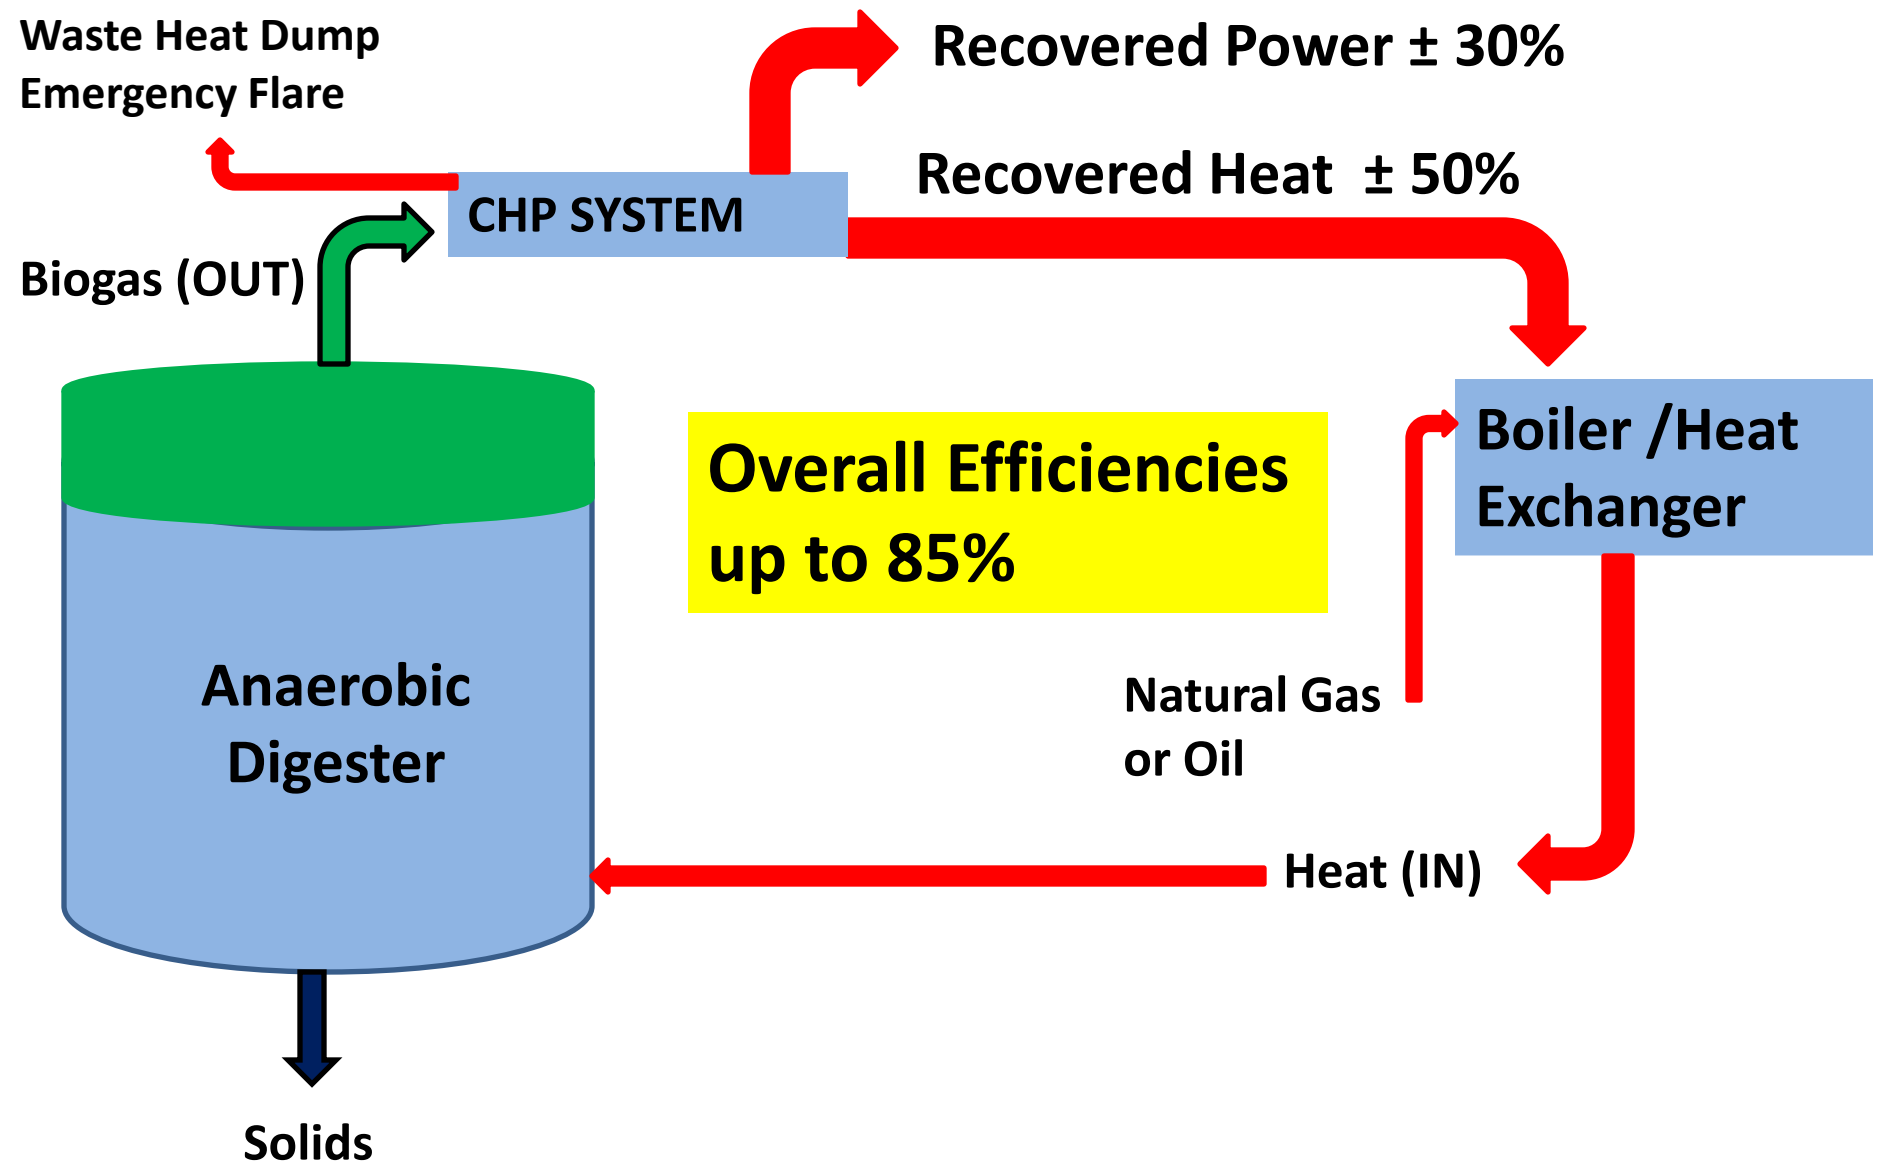 Waste Heat Dump
Emergency Flare
Recovered Power ± 30%
Recovered Heat  ± 50%
CHP SYSTEM
Biogas (OUT)
Boiler /Heat
Exchanger
Overall Efficiencies
up to 85%
Anaerobic
Digester
Natural Gas
or Oil
Heat (IN)
Solids